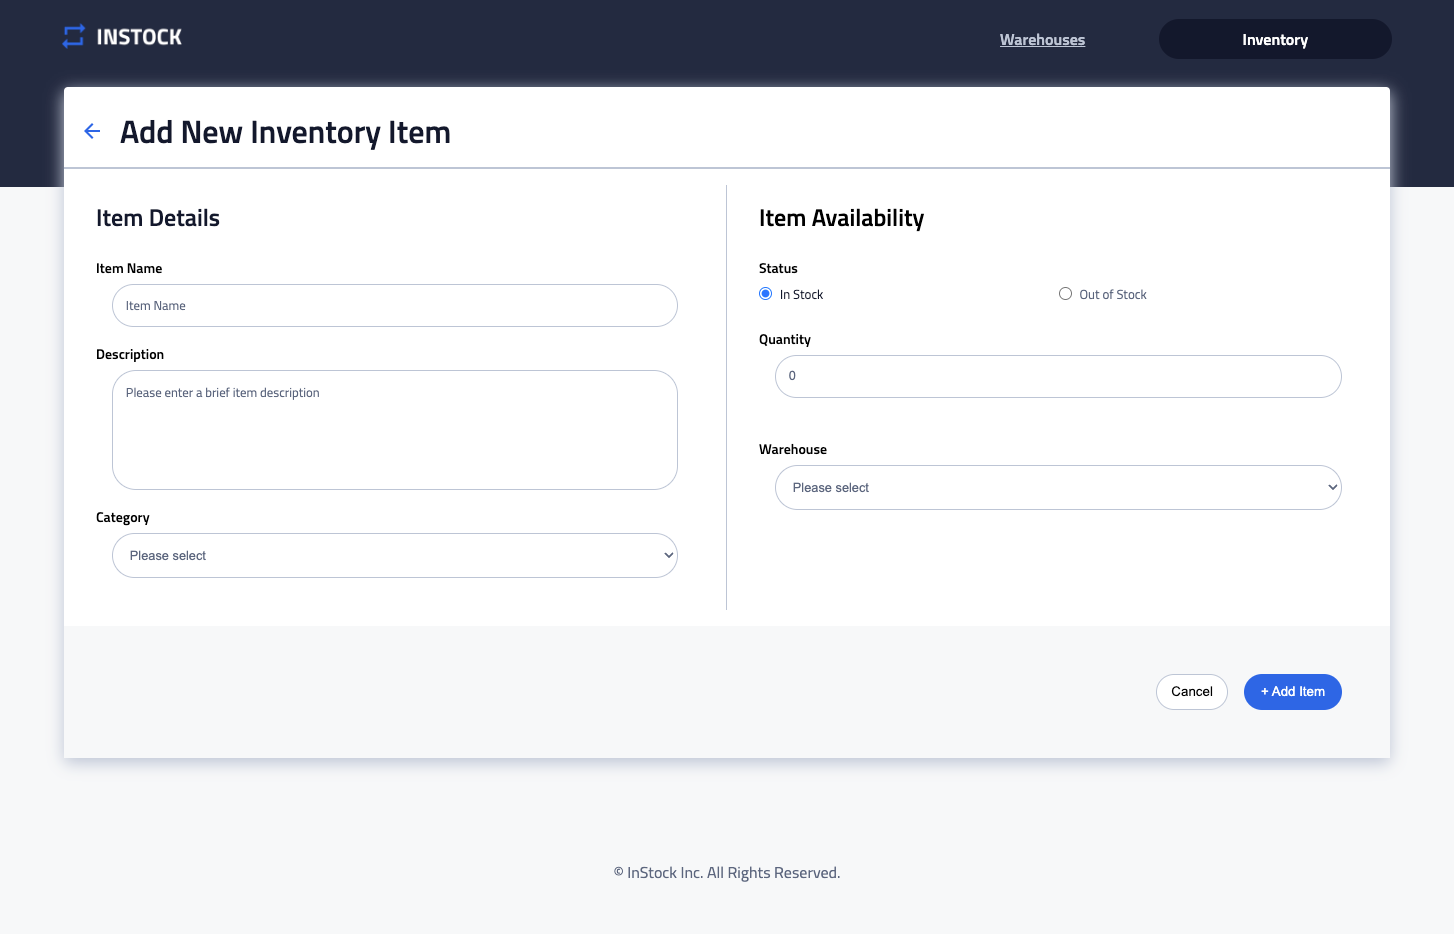 INSTOCK
Warehouses
Inventory
Add New Inventory Item
Item Details
Item Name
Item Name
Description
Please enter a brief item description
Category
Please select
Item Availability
Status
In Stock
Out of Stock
Quantity
0
Warehouse
Please select
Cancel
+ Add Item
© InStock Inc. All Rights Reserved.